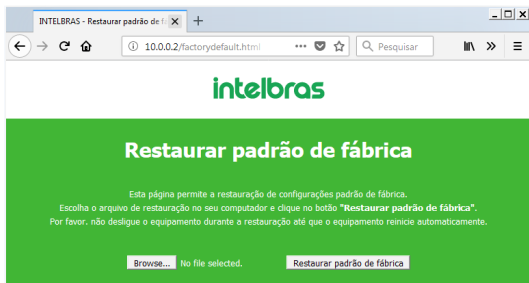 INTELBRAS - Restaurar padrão de fá
10.0.0.2/factorydefault.html
Pesquisar
intelbras
Restaurar padrão de fábrica
Esta página permite a restauração de configurações padrão de fábrica.
Escolha o arquivo de restauração no seu computador e clique no botão "Restaurar padrão de fábrica".
Por favor. não desligue o equipamento durante a restauração até que o equipamento reinicie automaticamente.
Browse... No file selected. Restaurar padrão de fábrica